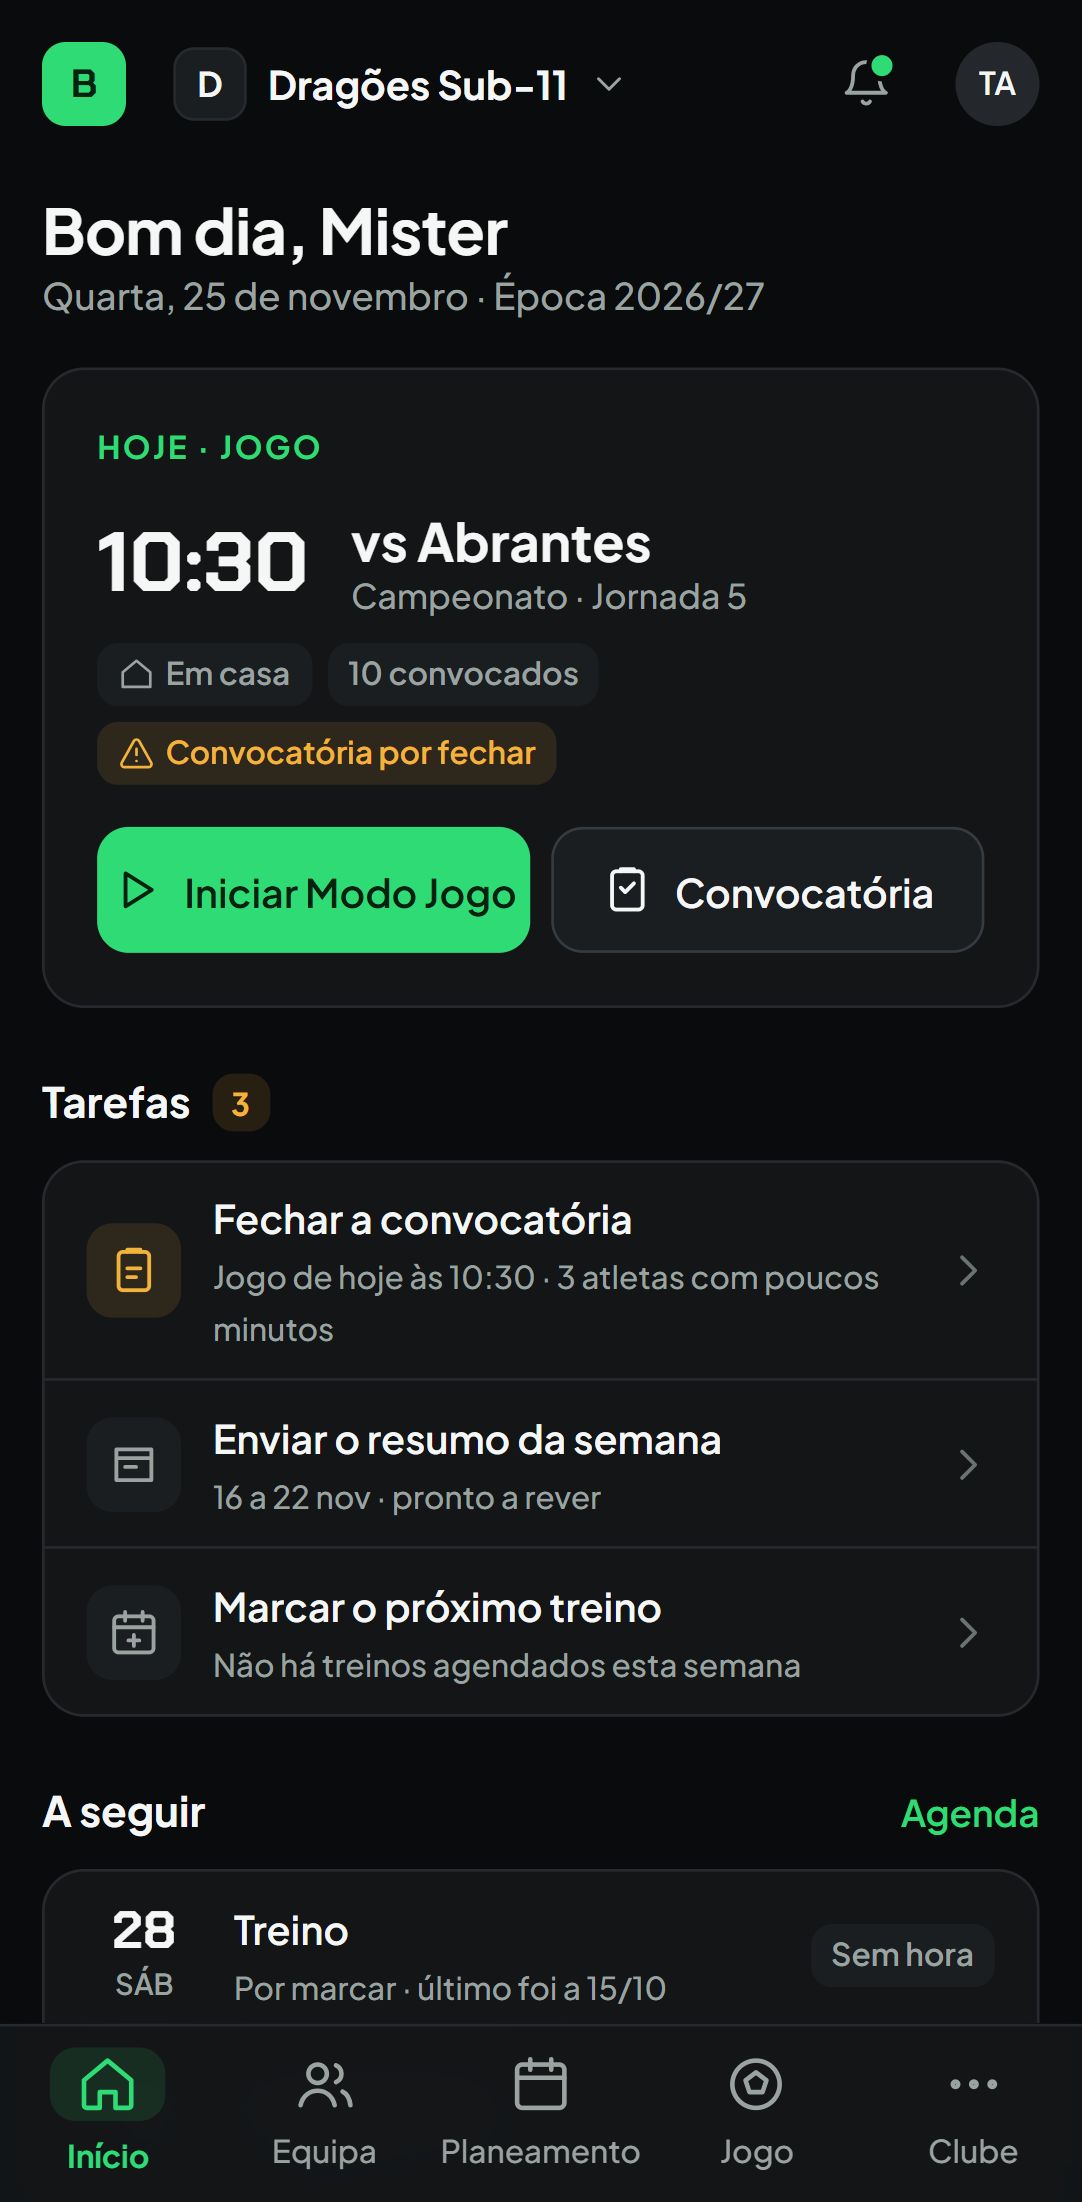 B
D
Dragões Sub-11
TA
Bom dia, Mister
Quarta, 25 de novembro · Época 2026/27
HOJE · JOGO
10:30
vs Abrantes
Campeonato · Jornada 5
Em casa
10 convocados
Convocatória por fechar
Iniciar Modo Jogo
Convocatória
Tarefas
3
Fechar a convocatória
Jogo de hoje às 10:30 · 3 atletas com poucos
minutos
Enviar o resumo da semana
16 a 22 nov · pronto a rever
Marcar o próximo treino
Não há treinos agendados esta semana
A seguir
Agenda
28
SÁB
Treino
Por marcar · último foi a 15/10
Sem hora
Início
Equipa
Planeamento
Jogo
Clube